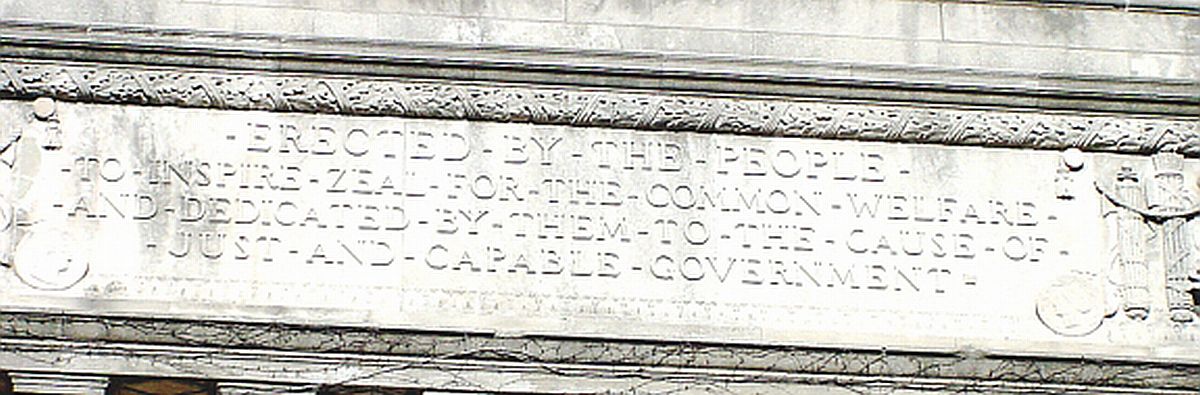 -ERECTED-BY-THE-PEOPLE-
-TO-INSPIRE-ZEAL-FOR-THE-COMMON-WELFARE-
-AND-DEDICATED-BY-THEM-TO-THE-CAUSE-OF-
-JUST-AND-CAPABLE-GOVERNMENT-